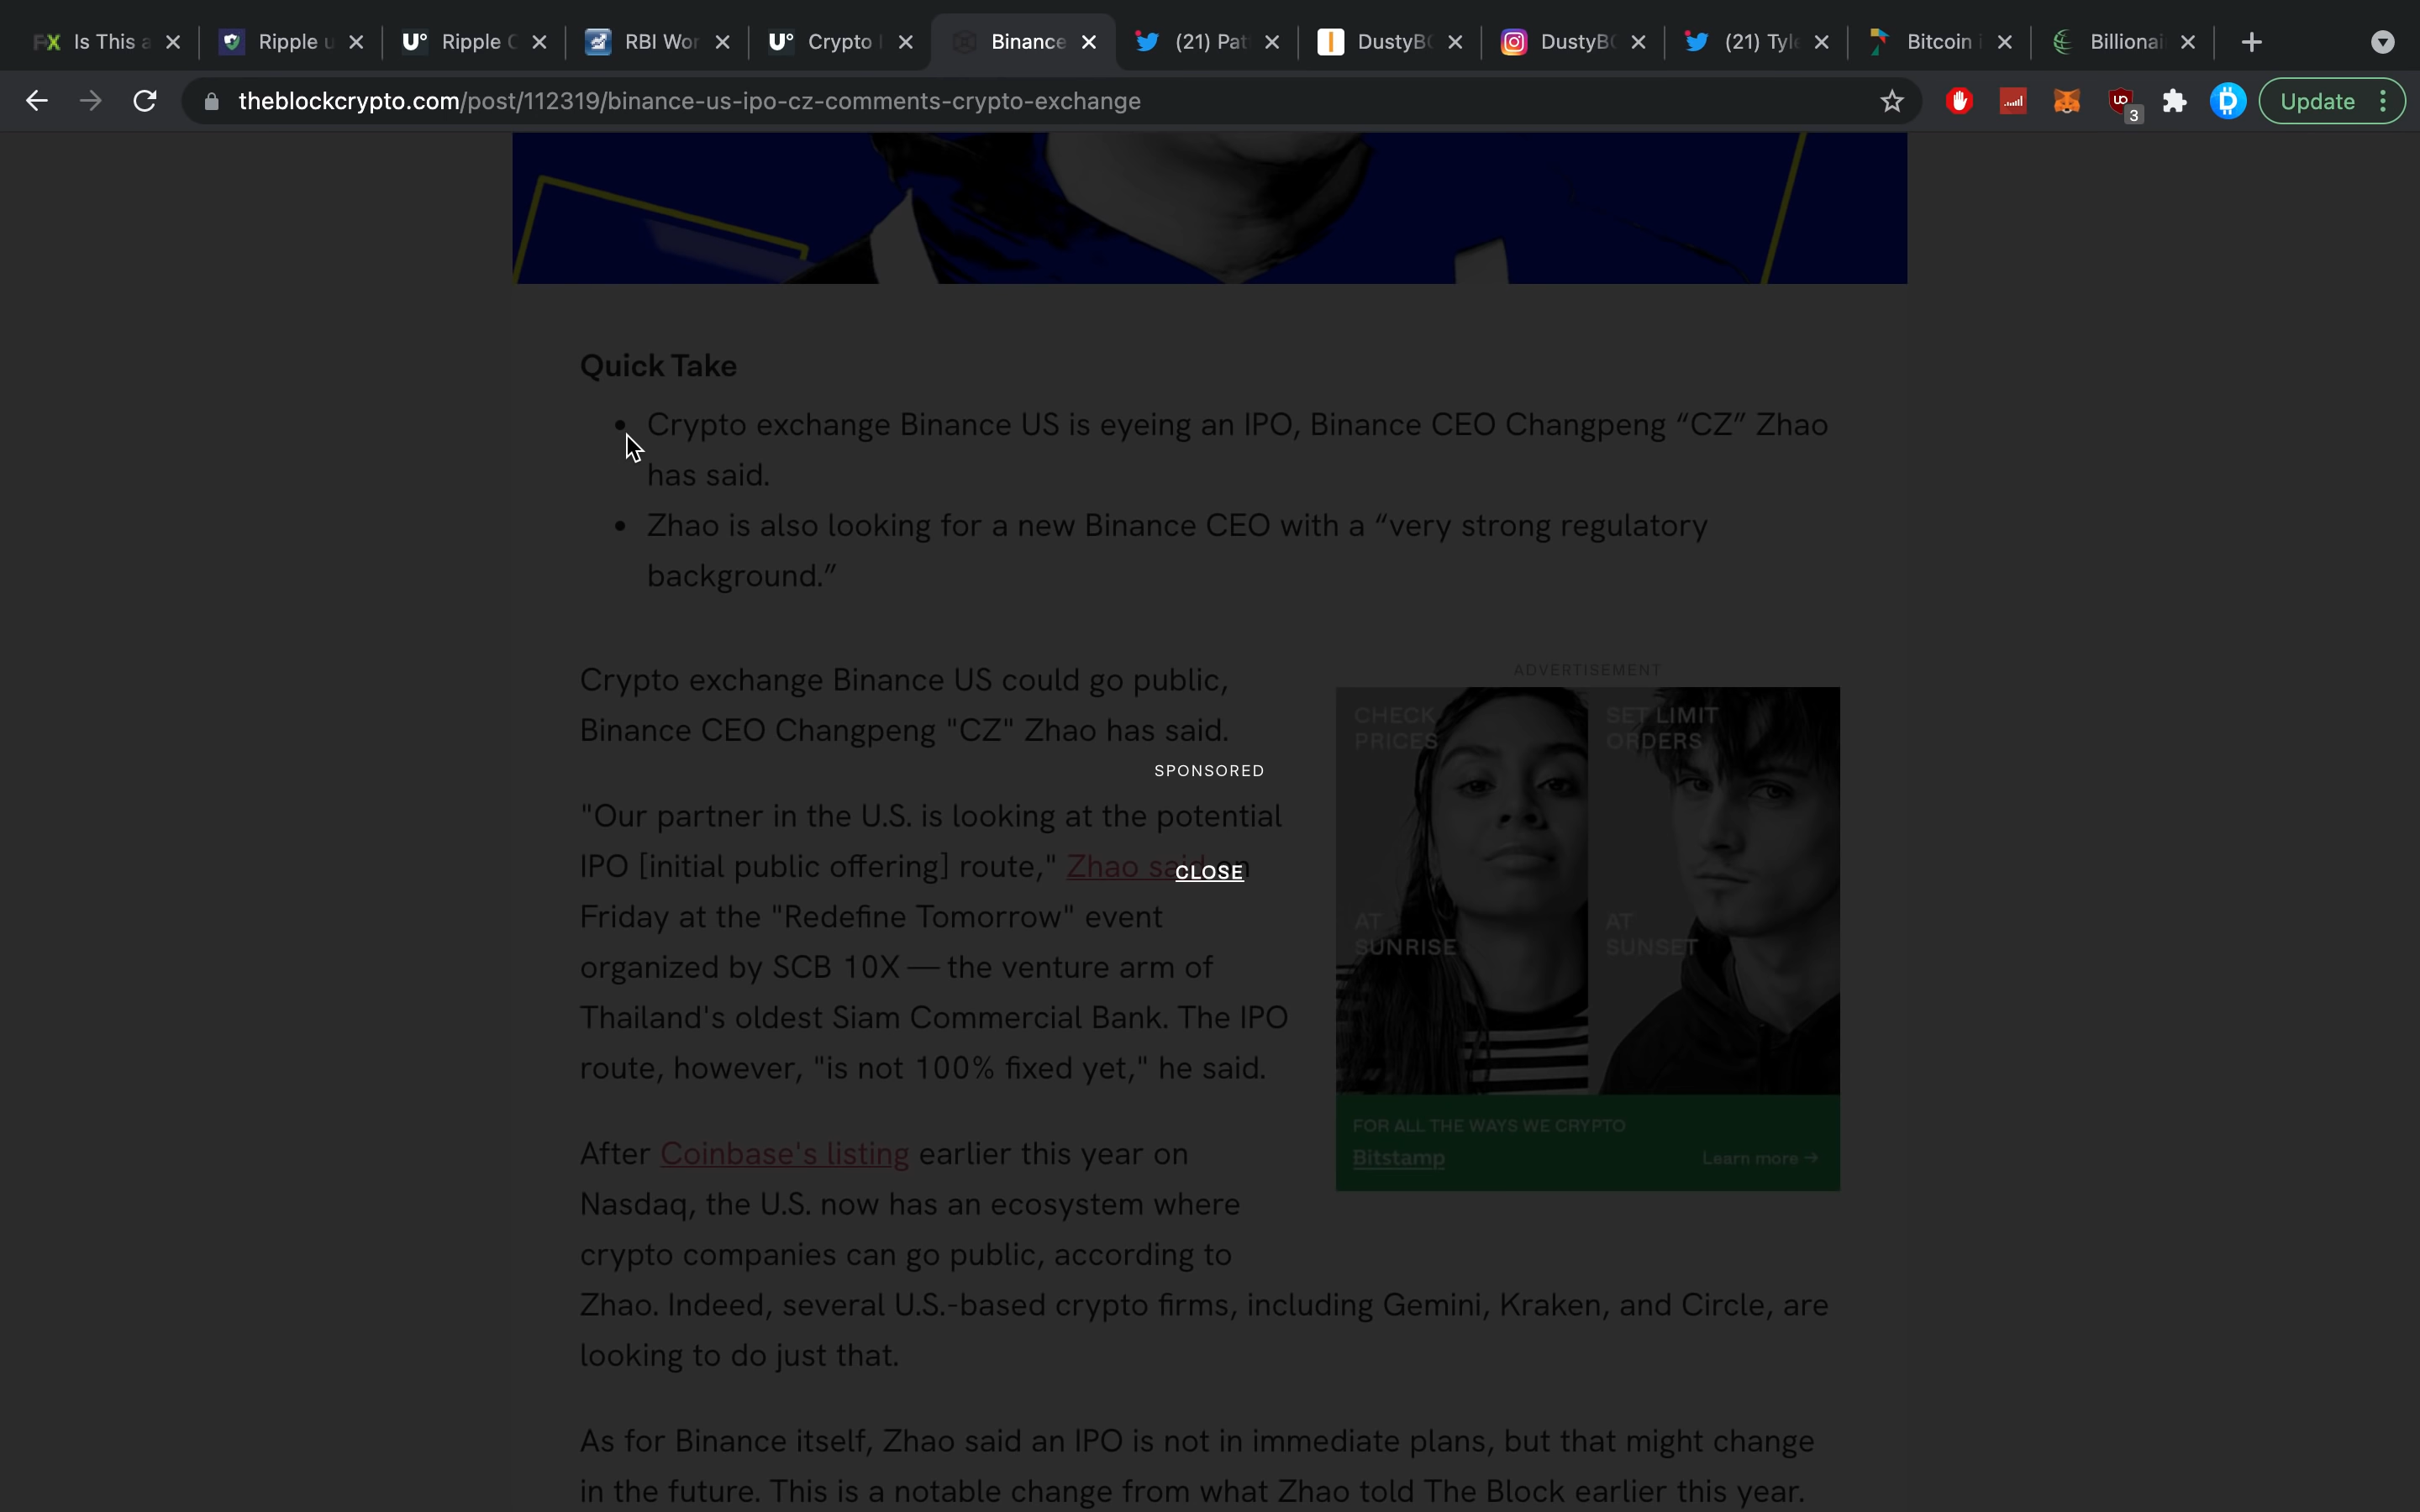 Is This a
Ripple u
Ripple C
RBI Wor
Crypto
Binance
(21) Pat
DustyBC
DustyBC
(21) Tyle
Bitcoin i
Billionai
theblockcrypto.com/post/112319/binance-us-ipo-cz-comments-crypto-exchange
3
Update
Quick Take
• Crypto exchange Binance US is eyeing an IPO, Binance CEO Changpeng “CZ” Zhao
has said.
• Zhao is also looking for a new Binance CEO with a “very strong regulatory
background.”
Crypto exchange Binance US could go public,
Binance CEO Changpeng "CZ" Zhao has said.
"Our partner in the U.S. is looking at the potential
IPO [initial public offering] route," Zhao said on
Friday at the "Redefine Tomorrow" event
organized by SCB 10X — the venture arm of
Thailand's oldest Siam Commercial Bank. The IPO
route, however, "is not 100% fixed yet," he said.
SPONSORED
CLOSE
ADVERTISEMENT
CHECK
PRICES
SET LIMIT
ORDERS
AT
SUNRISE
AT
SUNSET
FOR ALL THE WAYS WE CRYPTO
Bitstamp
Learn more →
After Coinbase's listing earlier this year on
Nasdaq, the U.S. now has an ecosystem where
crypto companies can go public, according to
Zhao. Indeed, several U.S.-based crypto firms, including Gemini, Kraken, and Circle, are
looking to do just that.
As for Binance itself, Zhao said an IPO is not in immediate plans, but that might change
in the future. This is a notable change from what Zhao told The Block earlier this year.